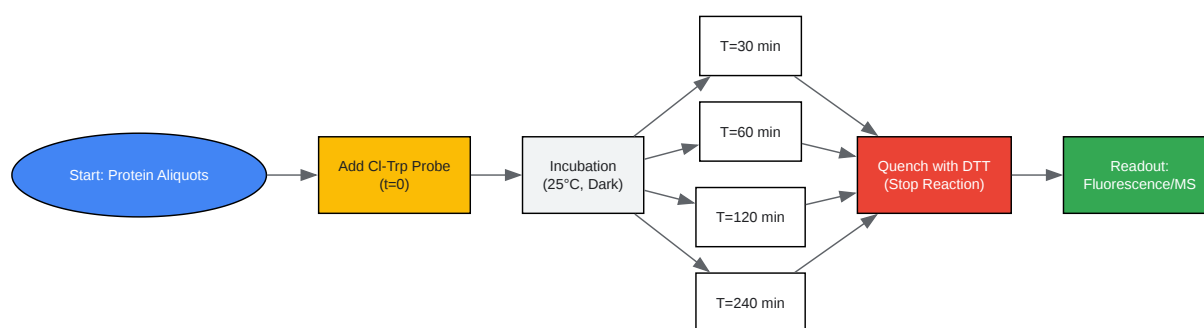 Start: Protein Aliquots
Add Cl-Trp Probe
(t=0)
Incubation
(25°C, Dark)
T=30 min
T=60 min
T=120 min
T=240 min
Quench with DTT
(Stop Reaction)
Readout:
Fluorescence/MS